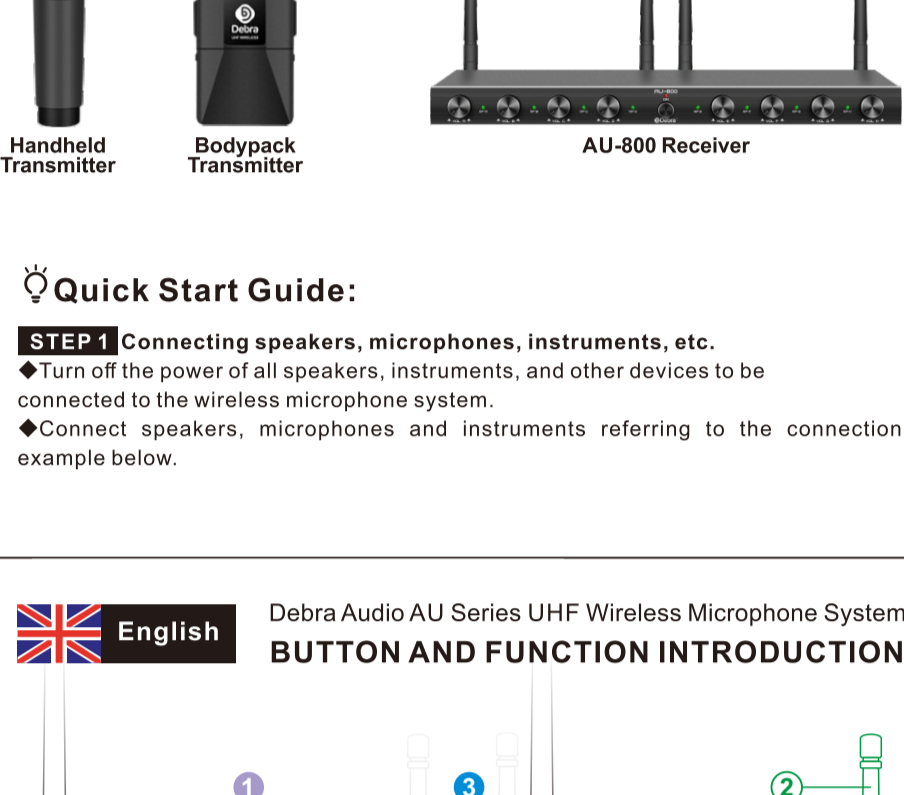 Debra
UHF WIRELESS
AU-800
Debra
Handheld
Transmitter
Bodypack
Transmitter
AU-800 Receiver
Quick Start Guide:
STEP 1 Connecting speakers, microphones, instruments, etc.
◆Turn off the power of all speakers, instruments, and other devices to be
connected to the wireless microphone system.
◆Connect speakers, microphones and instruments referring to the connection
example below.
English
Debra Audio AU Series UHF Wireless Microphone System
BUTTON AND FUNCTION INTRODUCTION
1
3
2